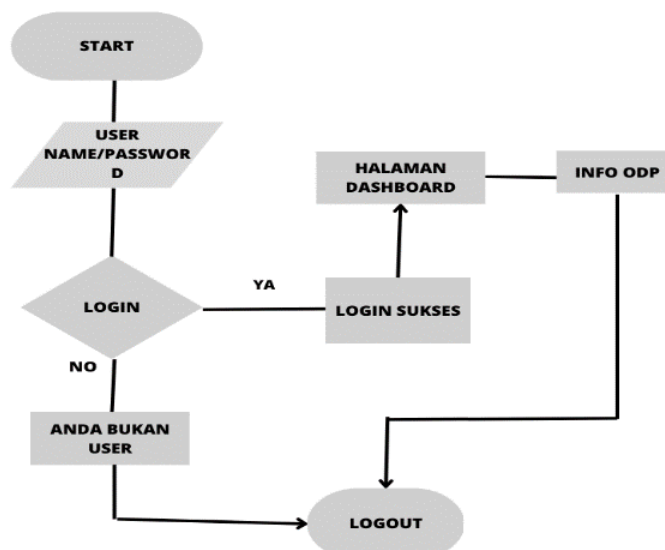 START
USER
NAME/PASSWOR
D
HALAMAN
DASHBOARD
INFO ODP
YA
LOGIN
LOGIN SUKSES
NO
ANDA BUKAN
USER
LOGOUT